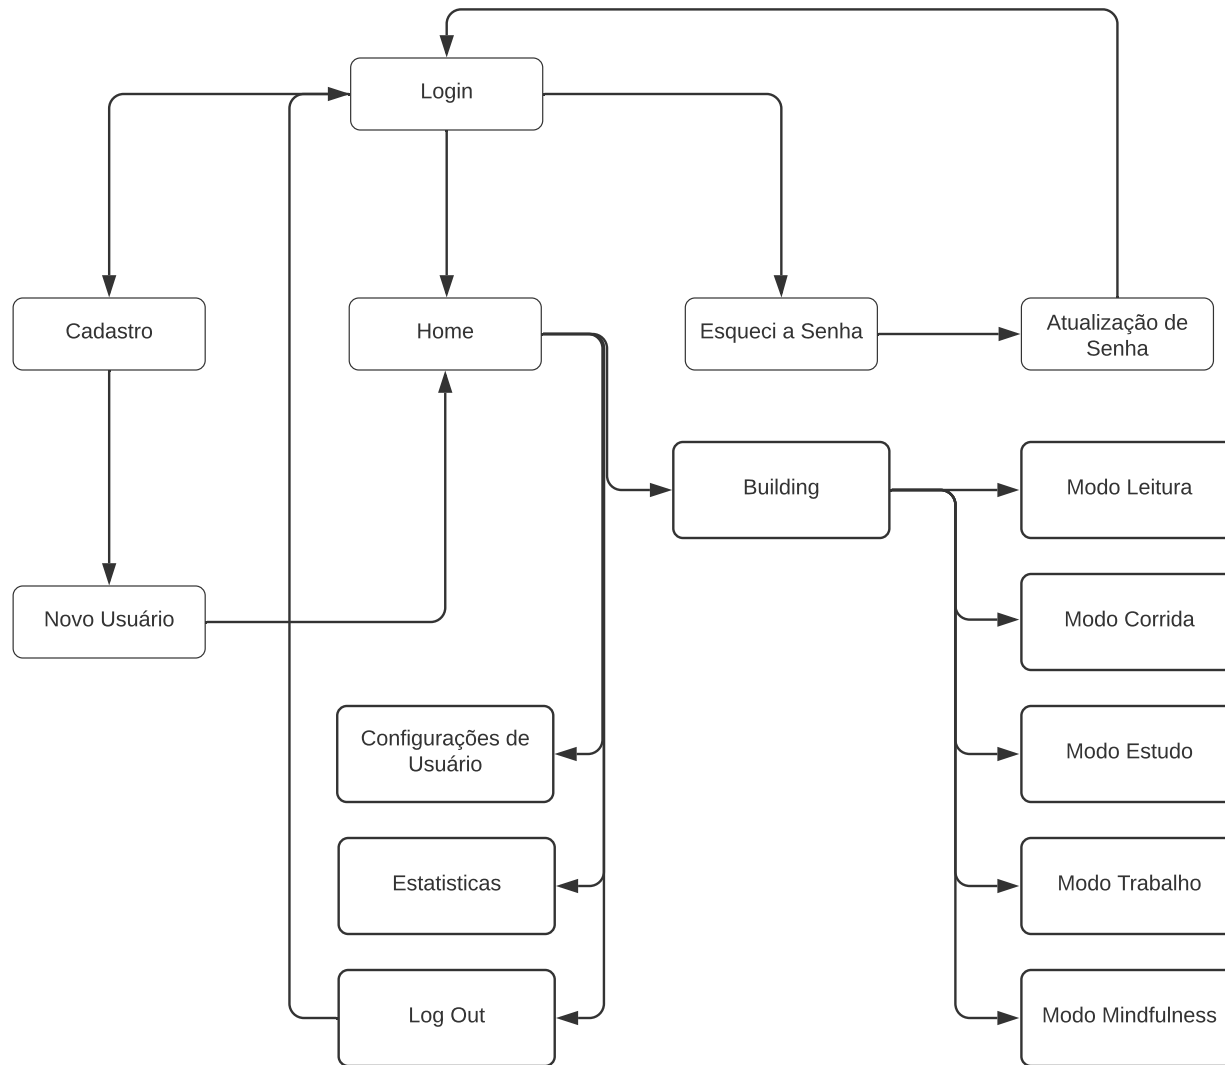 Login
Cadastro
Home
Esqueci a Senha
Atualização de
Senha
Building
Modo Leitura
Novo Usuário
Modo Corrida
Configurações de
Usuário
Modo Estudo
Estatisticas
Modo Trabalho
Log Out
Modo Mindfulness